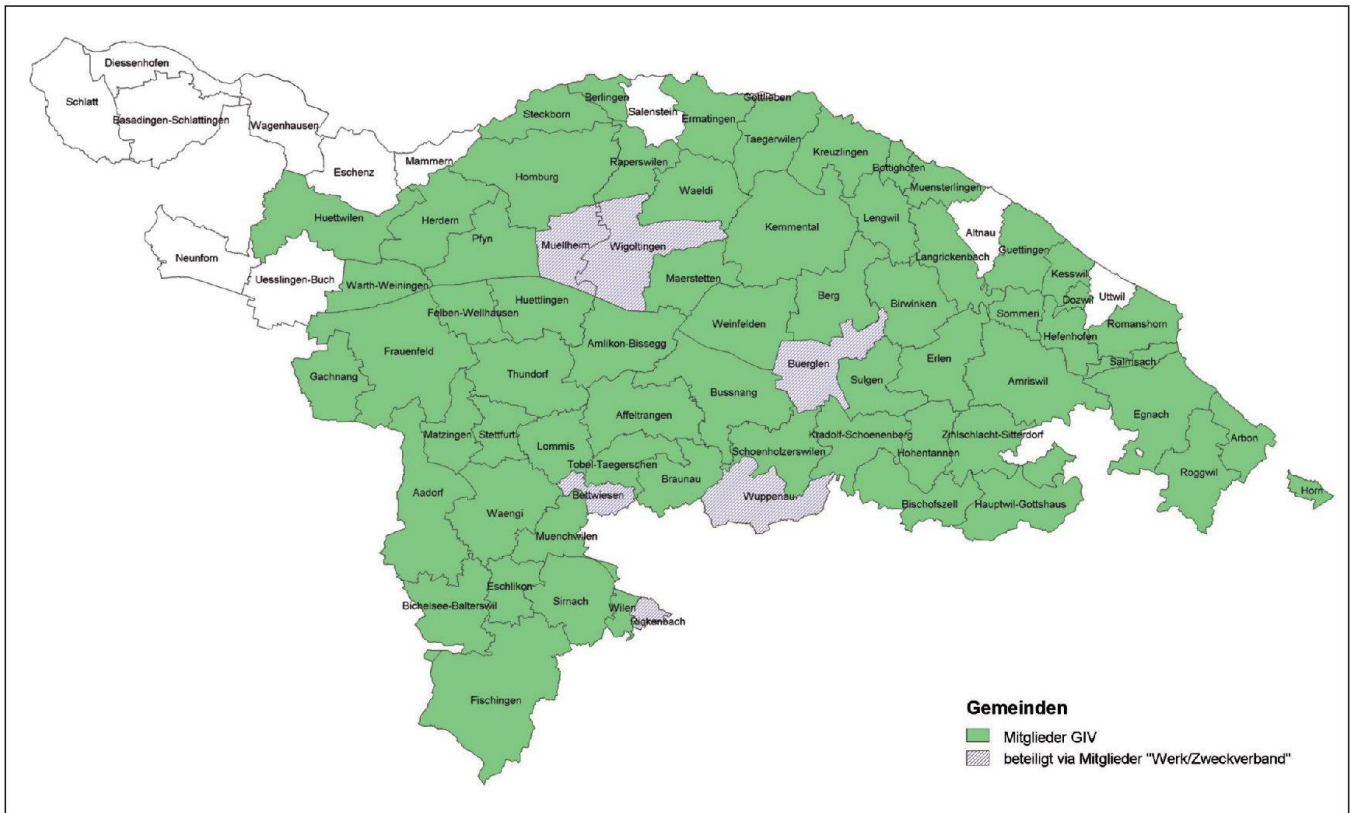 Diessenhofen
Schlatt
Basadingen-Schlattingen
Wagenhausen
Eschenz
Mammern
Steckborn
Berlingen
Salenstein
Ermatingen
Gottlieben
Taegerwilen
Kreuzlingen
Bottighofen
Muensterlingen
Raperswilen
Homburg
Waeldi
Huettwilen
Herdern
Pfyn
Muellheim
Wigoltingen
Kemmental
Lengwil
Langrickenbach
Altnau
Guettingen
Neunforn
Uesslingen-Buch
Warth-Weiningen
Maerstetten
Kesswil
Dozwil
Uttwil
Felben-Wellhausen
Huettlingen
Berg
Birwinken
Sommeri
Romanshorn
Hefenhofen
Frauenfeld
Amlikon-Bissegg
Weinfelden
Salmsach
Gachnang
Thundorf
Buerglen
Sulgen
Erlen
Amriswil
Bussnang
Affeltrangen
Egnach
Matzingen
Stettfurt
Lommis
Kradolf-Schoenenberg
Zihlschlacht-Sitterdorf
Arbon
Schoenholzerswilen
Hohentannen
Tobel-Taegerschen
Braunau
Roggwil
Aadorf
Bettwiesen
Wuppenau
Horn
Waengi
Bischofszell
Hauptwil-Gottshaus
Muenchwilen
Eschlikon
Bichelsee-Balterswil
Sirnach
Wilen
Rickenbach
Fischingen
Gemeinden
Mitglieder GIV
beteiligt via Mitglieder "Werk/Zweckverband"